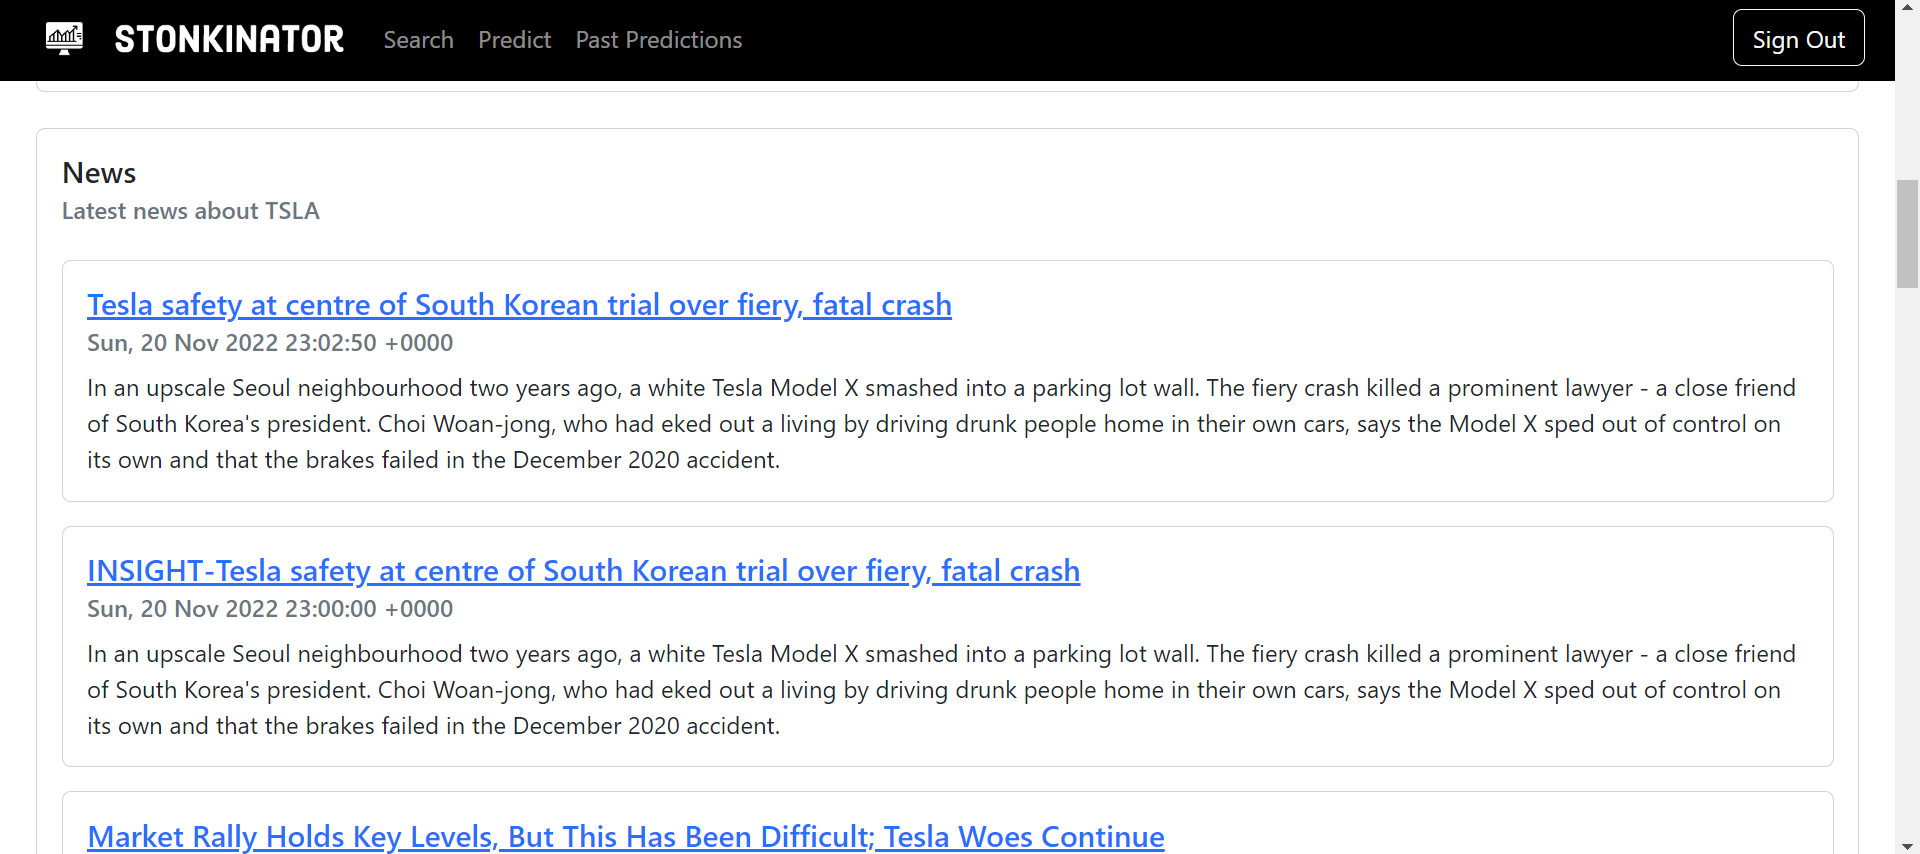 STONKINATOR Search Predict Past Predictions Sign Out
News
Latest news about TSLA
Tesla safety at centre of South Korean trial over fiery, fatal crash
Sun, 20 Nov 2022 23:02:50 +0000
In an upscale Seoul neighbourhood two years ago, a white Tesla Model X smashed into a parking lot wall. The fiery crash killed a prominent lawyer - a close friend
of South Korea's president. Choi Woan-jong, who had eked out a living by driving drunk people home in their own cars, says the Model X sped out of control on
its own and that the brakes failed in the December 2020 accident.
INSIGHT-Tesla safety at centre of South Korean trial over fiery, fatal crash
Sun, 20 Nov 2022 23:00:00 +0000
In an upscale Seoul neighbourhood two years ago, a white Tesla Model X smashed into a parking lot wall. The fiery crash killed a prominent lawyer - a close friend
of South Korea's president. Choi Woan-jong, who had eked out a living by driving drunk people home in their own cars, says the Model X sped out of control on
its own and that the brakes failed in the December 2020 accident.
Market Rally Holds Key Levels, But This Has Been Difficult; Tesla Woes Continue